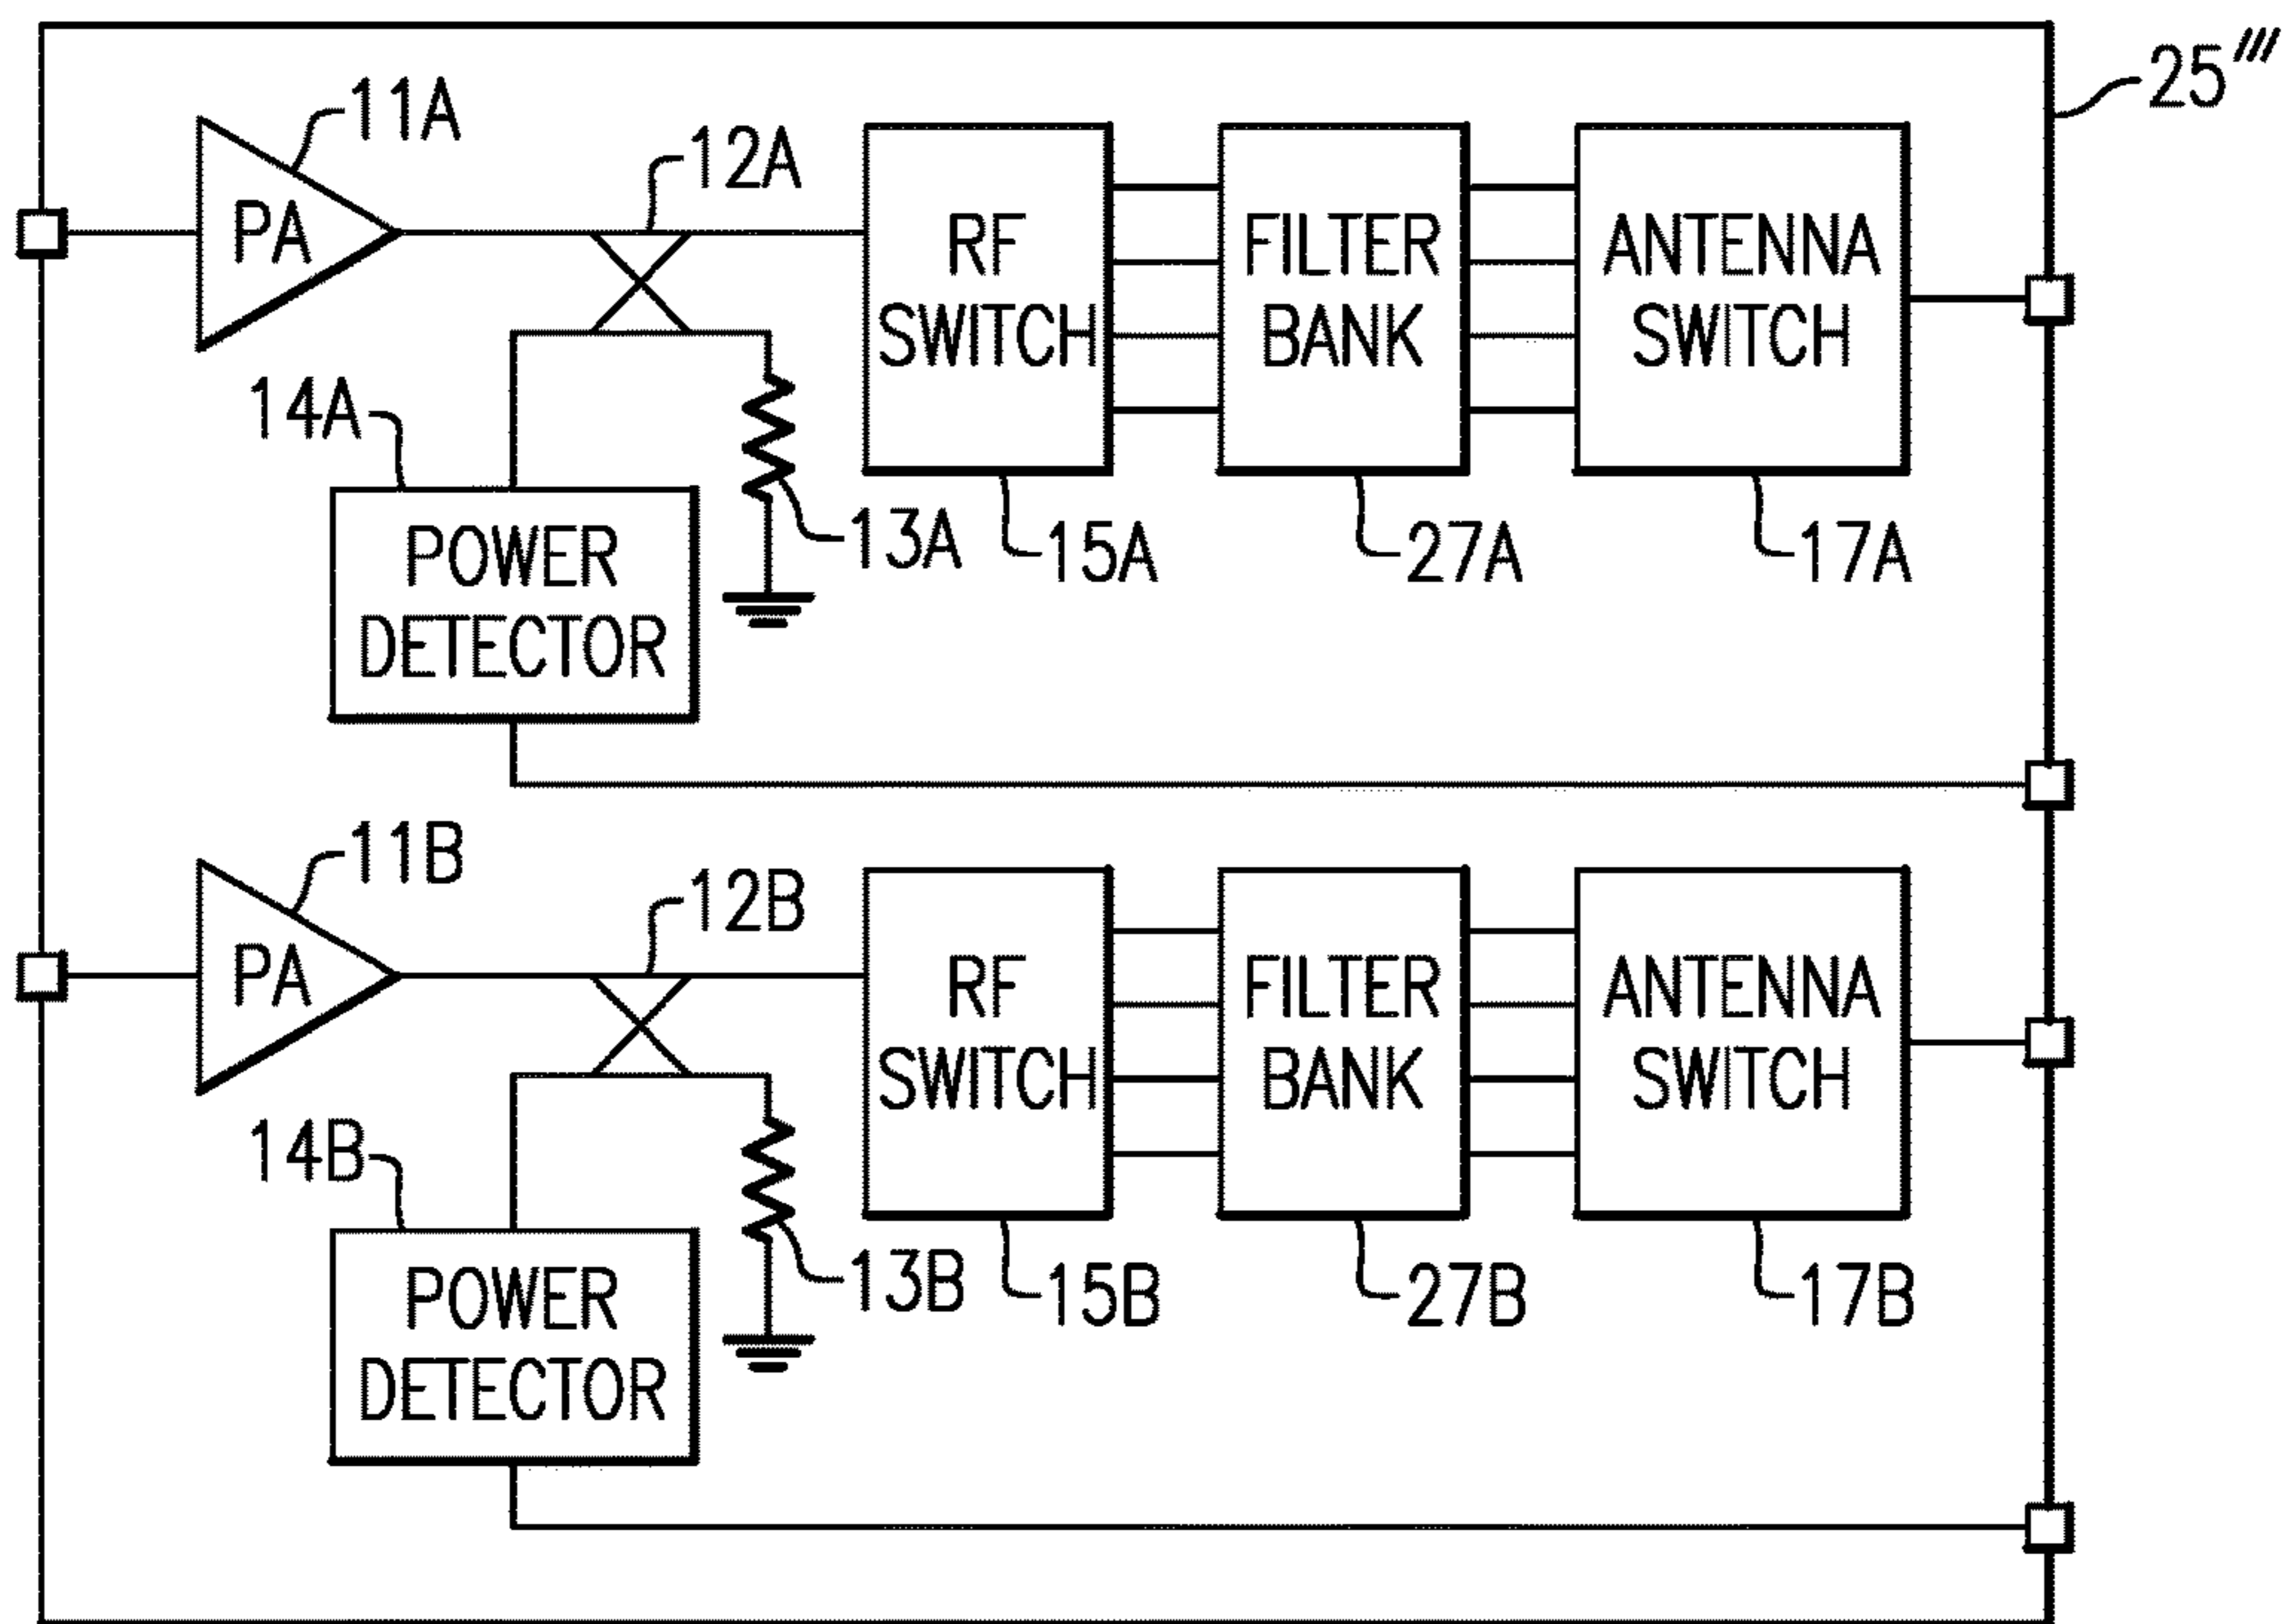 25'''
11A
12A
PA
RF
SWITCH
FILTER
BANK
ANTENNA
SWITCH
14A
13A
15A
27A
17A
POWER
DETECTOR
11B
12B
PA
RF
SWITCH
FILTER
BANK
ANTENNA
SWITCH
14B
13B
15B
27B
17B
POWER
DETECTOR